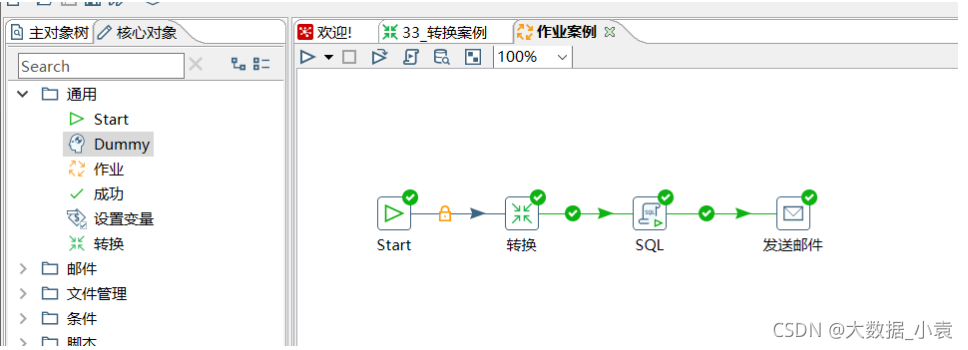 主对象树 核心对象
欢迎! 33_转换案例 作业案例
Search
100%
通用
Start
Dummy
作业
成功
设置变量
转换
邮件
文件管理
条件
脚本
Start 转换 SQL 发送邮件
CSDN @大数据_小袁